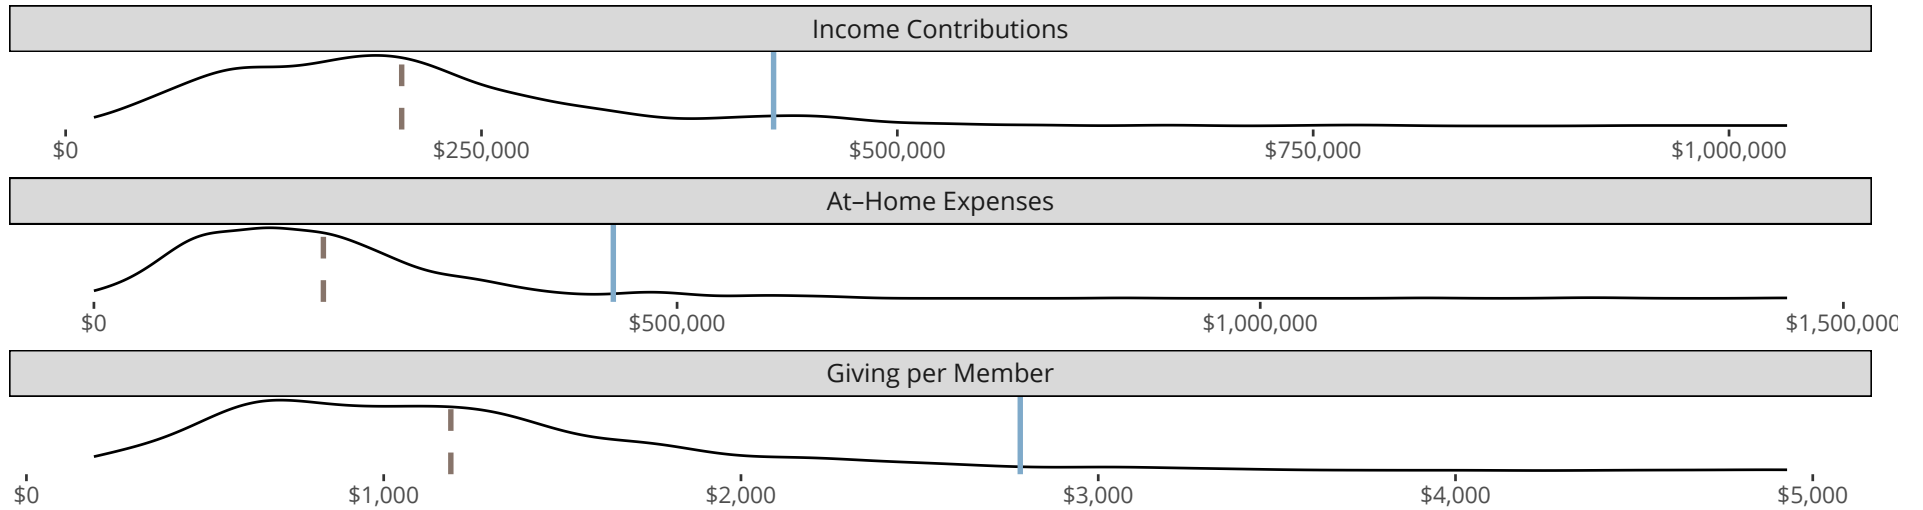 Income Contributions
$0 $250,000 $500,000 $750,000 $1,000,000
At–Home Expenses
$0 $500,000 $1,000,000 $1,500,000
Giving per Member
$0 $1,000 $2,000 $3,000 $4,000 $5,000